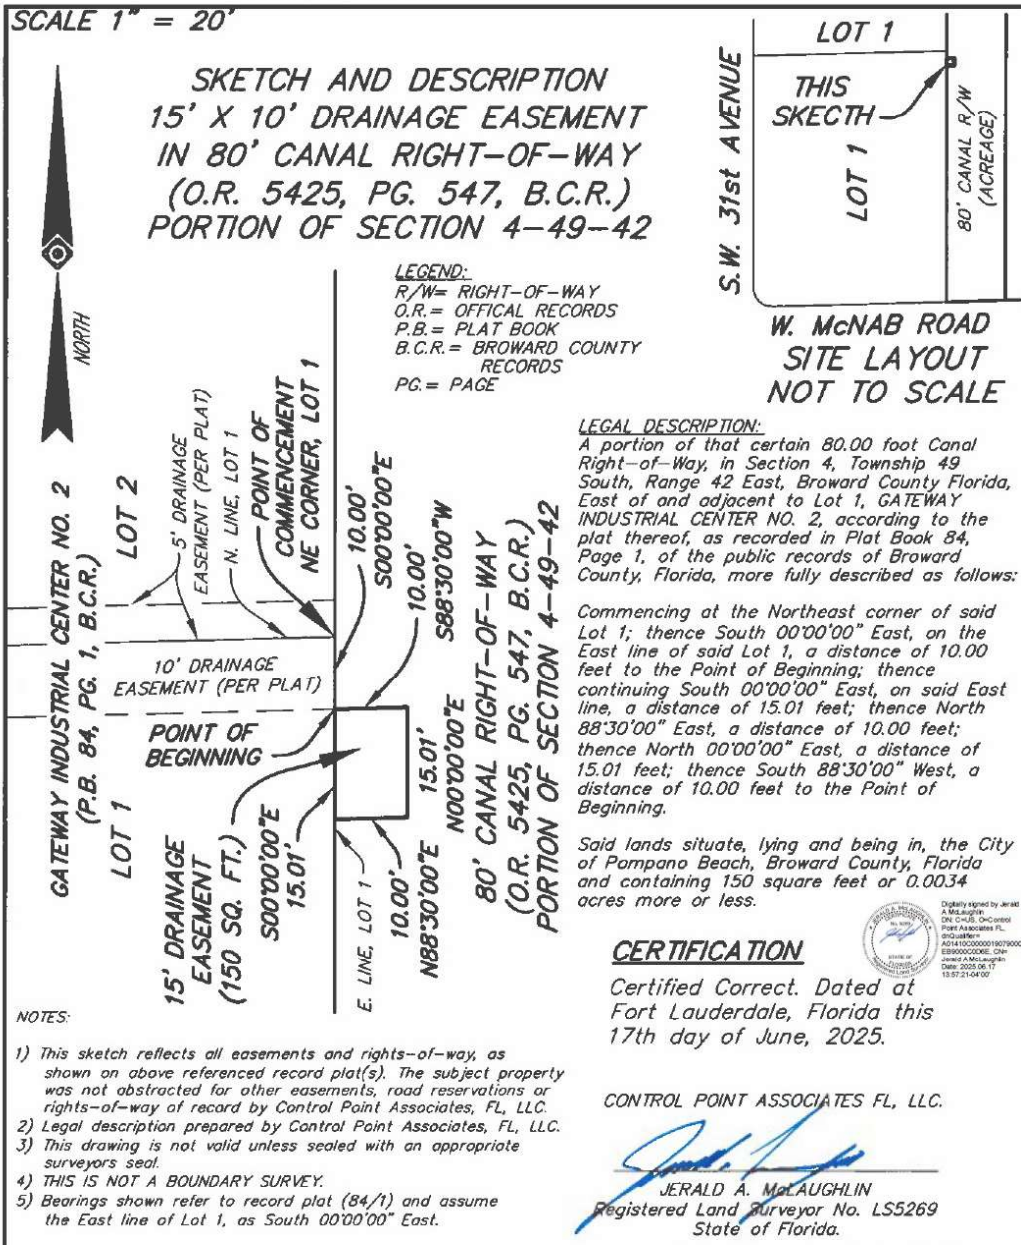 SCALE 1" = 20'
SKETCH AND DESCRIPTION
15' X 10' DRAINAGE EASEMENT
IN 80' CANAL RIGHT-OF-WAY
(O.R. 5425, PG. 547, B.C.R.)
PORTION OF SECTION 4-49-42
NORTH
LEGEND:
R/W= RIGHT-OF-WAY
O.R.= OFFICAL RECORDS
P.B.= PLAT BOOK
B.C.R.= BROWARD COUNTY
RECORDS
PG.= PAGE
LOT 1
THIS
SKECTH
LOT 1
S.W. 31st AVENUE
80' CANAL R/W
(ACREAGE)
W. McNAB ROAD
SITE LAYOUT
NOT TO SCALE
GATEWAY INDUSTRIAL CENTER NO. 2
(P.B. 84, PG. 1, B.C.R.)
LOT 2
LOT 1
5' DRAINAGE
EASEMENT (PER PLAT)
N. LINE, LOT 1
POINT OF
COMMENCEMENT
NE CORNER, LOT 1
10.00'
S00°00'00"E
10.00'
S88°30'00"W
10' DRAINAGE
EASEMENT (PER PLAT)
POINT OF
BEGINNING
15' DRAINAGE
EASEMENT
(150 SQ. FT.)
S00°00'00"E
15.01'
E. LINE, LOT 1
10.00'
N88°30'00"E
15.01'
N00°00'00"E
80' CANAL RIGHT-OF-WAY
(O.R. 5425, PG. 547, B.C.R.)
PORTION OF SECTION 4-49-42
LEGAL DESCRIPTION:
A portion of that certain 80.00 foot Canal
Right-of-Way, in Section 4, Township 49
South, Range 42 East, Broward County Florida,
East of and adjacent to Lot 1, GATEWAY
INDUSTRIAL CENTER NO. 2, according to the
plat thereof, as recorded in Plat Book 84,
Page 1, of the public records of Broward
County, Florida, more fully described as follows:
Commencing at the Northeast corner of said
Lot 1; thence South 00°00'00" East, on the
East line of said Lot 1, a distance of 10.00
feet to the Point of Beginning; thence
continuing South 00°00'00" East, on said East
line, a distance of 15.01 feet; thence North
88°30'00" East, a distance of 10.00 feet;
thence North 00°00'00" East, a distance of
15.01 feet; thence South 88°30'00" West, a
distance of 10.00 feet to the Point of
Beginning.
Said lands situate, lying and being in, the City
of Pompano Beach, Broward County, Florida
and containing 150 square feet or 0.0034
acres more or less.
Digitally signed by Jerald
A McLaughlin
DN: C=US, O=Control
Point Associates FL,
dnQualifier=
Jerald A McLaughlin
Date: 2025.06.17
13:57:21-04'00'
CERTIFICATION
Certified Correct. Dated at
Fort Lauderdale, Florida this
17th day of June, 2025.
CONTROL POINT ASSOCIATES FL, LLC.
JERALD A. McLAUGHLIN
Registered Land Surveyor No. LS5269
State of Florida.
NOTES:
1) This sketch reflects all easements and rights-of-way, as
shown on above referenced record plat(s). The subject property
was not abstracted for other easements, road reservations or
rights-of-way of record by Control Point Associates, FL, LLC.
2) Legal description prepared by Control Point Associates, FL, LLC.
3) This drawing is not valid unless sealed with an appropriate
surveyors seal.
4) THIS IS NOT A BOUNDARY SURVEY.
5) Bearings shown refer to record plat (84/1) and assume
the East line of Lot 1, as South 00°00'00" East.